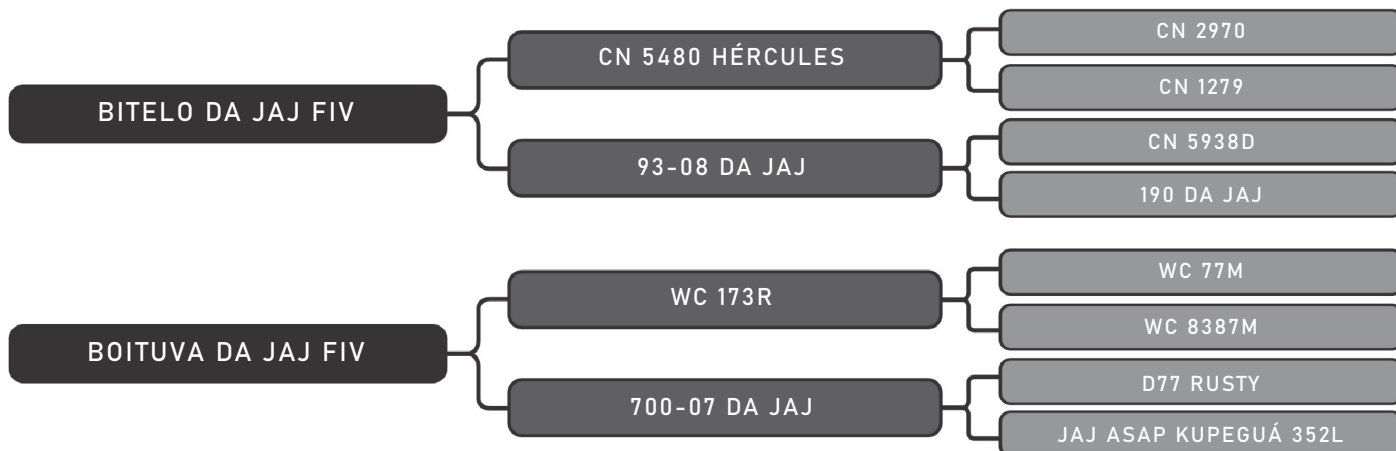 BITELO DA JAJ FIV
CN 5480 HÉRCULES
CN 2970
CN 1279
93-08 DA JAJ
CN 5938D
190 DA JAJ
BOITUVA DA JAJ FIV
WC 173R
WC 77M
WC 8387M
700-07 DA JAJ
D77 RUSTY
JAJ ASAP KUPEGUÁ 352L